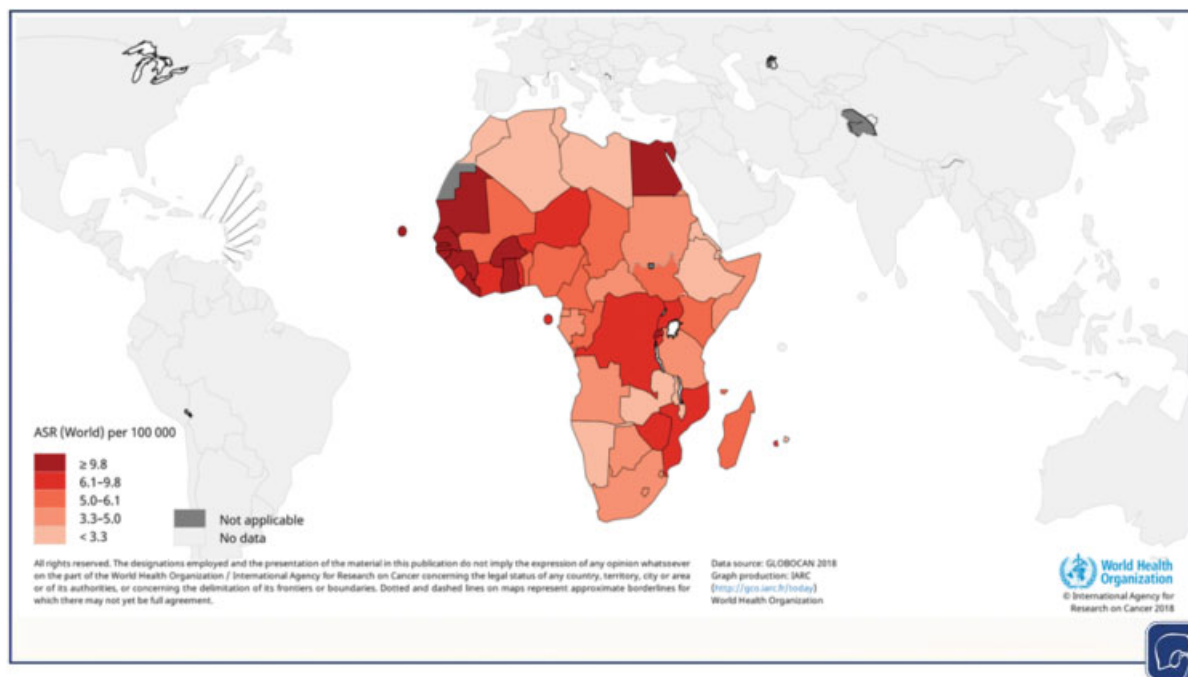 ASR (World) per 100 000
≥ 9.8
6.1–9.8
5.0–6.1
3.3–5.0
< 3.3
Not applicable
No data
All rights reserved. The designations employed and the presentation of the material in this publication do not imply the expression of any opinion whatsoever
on the part of the World Health Organization / International Agency for Research on Cancer concerning the legal status of any country, territory, city or area
or of its authorities, or concerning the delimitation of its frontiers or boundaries. Dotted and dashed lines on maps represent approximate borderlines for
which there may not yet be full agreement.
Data source: GLOBOCAN 2018
Graph production: IARC
(http://gco.iarc.fr/today)
World Health Organization
World Health
Organization
© International Agency for
Research on Cancer 2018